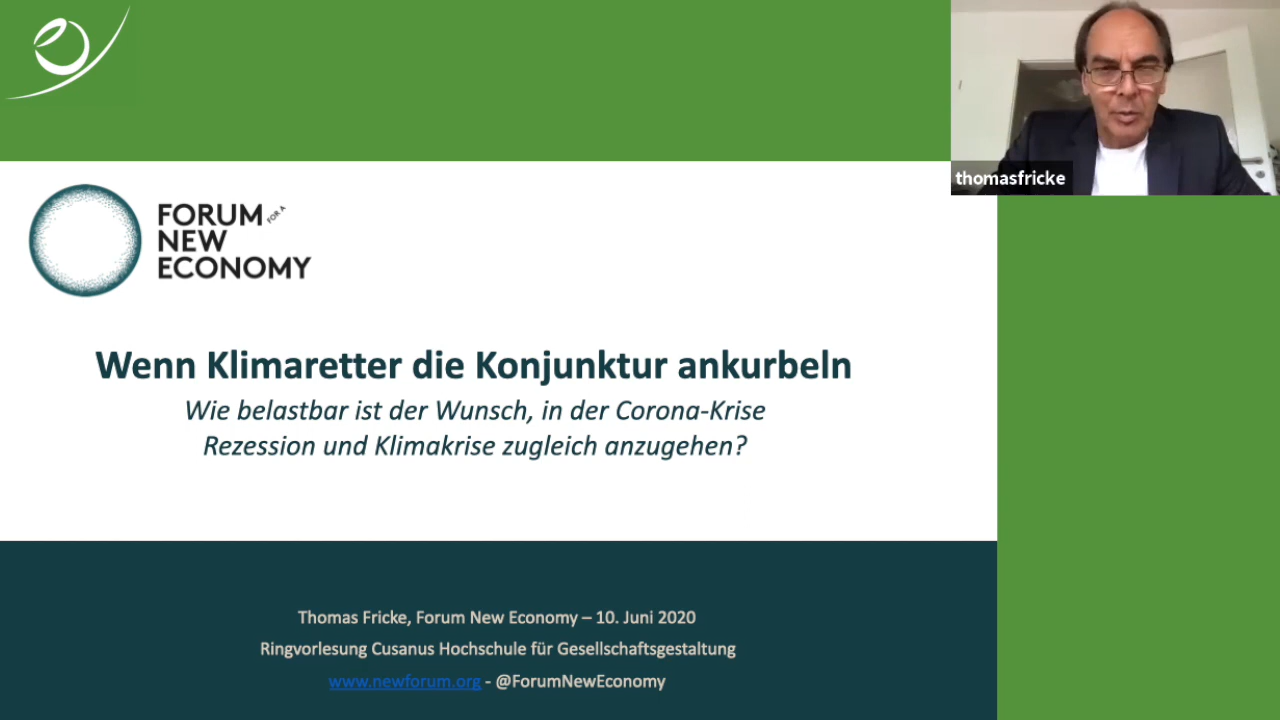 thomasfricke
FORUM FOR A
NEW
ECONOMY
Wenn Klimaretter die Konjunktur ankurbeln
Wie belastbar ist der Wunsch, in der Corona-Krise
Rezession und Klimakrise zugleich anzugehen?
Thomas Fricke, Forum New Economy – 10. Juni 2020
Ringvorlesung Cusanus Hochschule für Gesellschaftsgestaltung
www.newforum.org - @ForumNewEconomy